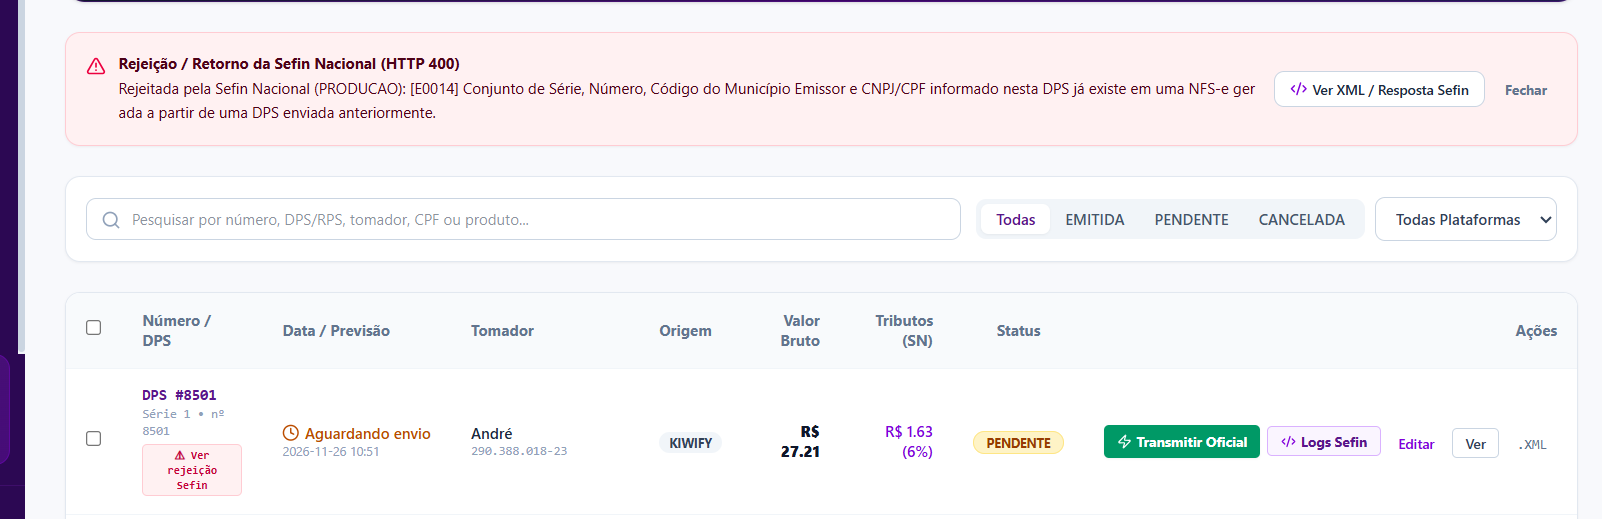 Rejeição / Retorno da Sefin Nacional (HTTP 400)
Rejeitada pela Sefin Nacional (PRODUCAO): [E0014] Conjunto de Série, Número, Código do Município Emissor e CNPJ/CPF informado nesta DPS já existe em uma NFS-e ger
ada a partir de uma DPS enviada anteriormente.
</> Ver XML / Resposta Sefin
Fechar
Pesquisar por número, DPS/RPS, tomador, CPF ou produto...
Todas
EMITIDA
PENDENTE
CANCELADA
Todas Plataformas
Número /
DPS
Data / Previsão
Tomador
Origem
Valor
Bruto
Tributos
(SN)
Status
Ações
DPS #8501
Série 1 • nº
8501
Ver
rejeição
Sefin
Aguardando envio
2026-11-26 10:51
André
290.388.018-23
KIWIFY
R$
27.21
R$ 1.63
(6%)
PENDENTE
Transmitir Oficial
</> Logs Sefin
Editar
Ver
.XML